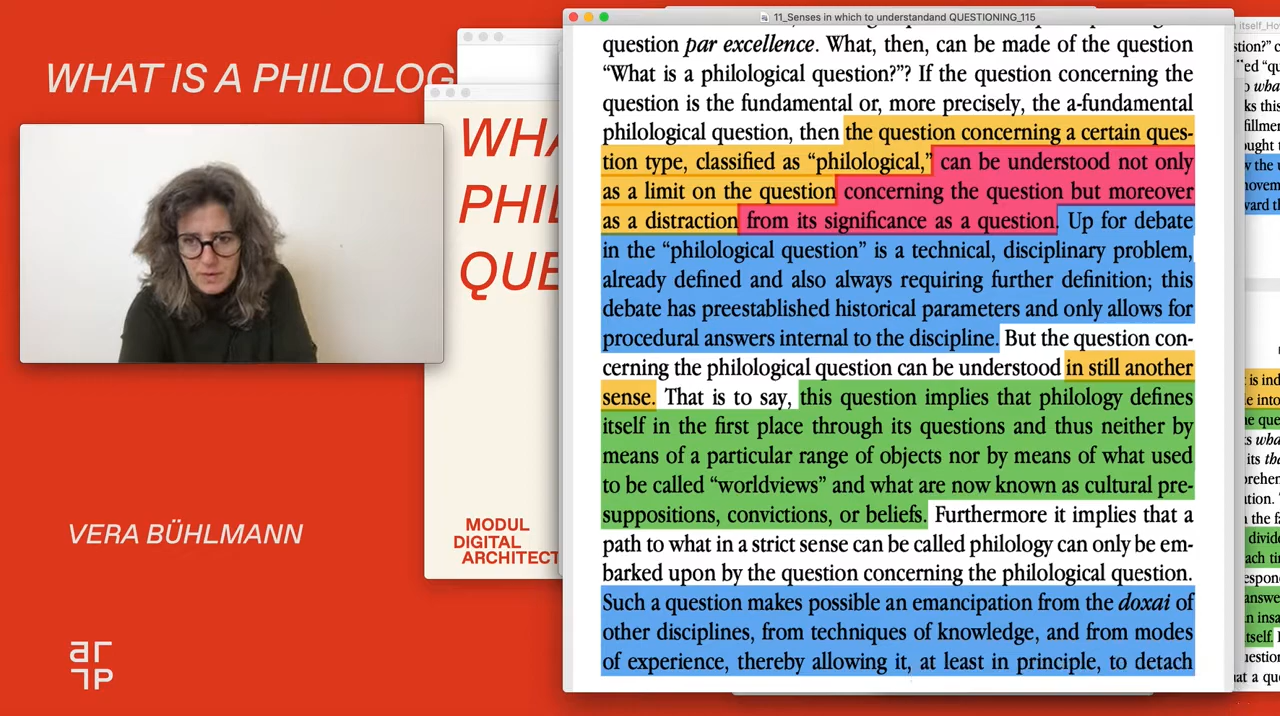 WHAT IS A PHILOLOG
VERA BÜHLMANN
ar
P
WHA
PHIL
QUE
MODUL
DIGITAL
ARCHITECT
11_Senses in which to understandand QUESTIONING_115
question par excellence. What, then, can be made of the question
“What is a philological question?”? If the question concerning the
question is the fundamental or, more precisely, the a-fundamental
philological question, then the question concerning a certain ques-
tion type, classified as “philological,” can be understood not only
as a limit on the question concerning the question but moreover
as a distraction from its significance as a question. Up for debate
in the “philological question” is a technical, disciplinary problem,
already defined and also always requiring further definition; this
debate has preestablished historical parameters and only allows for
procedural answers internal to the discipline. But the question con-
cerning the philological question can be understood in still another
sense. That is to say, this question implies that philology defines
itself in the first place through its questions and thus neither by
means of a particular range of objects nor by means of what used
to be called “worldviews” and what are now known as cultural pre-
suppositions, convictions, or beliefs. Furthermore it implies that a
path to what in a strict sense can be called philology can only be em-
barked upon by the question concerning the philological question.
Such a question makes possible an emancipation from the doxai of
other disciplines, from techniques of knowledge, and from modes
of experience, thereby allowing it, at least in principle, to detach